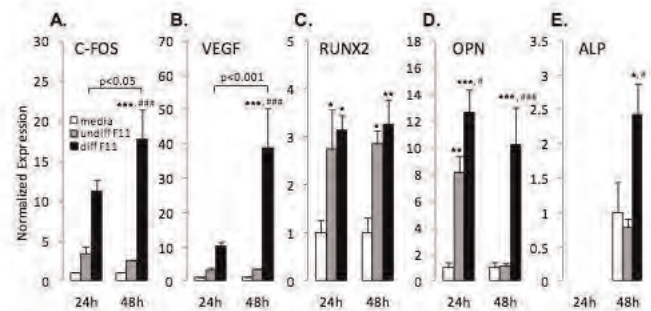 A. B. C. D. E.
C-FOS VEGF RUNX2 OPN ALP
30 70 5 16 3.5
25 60 4 14 3
20 50 3 12 2.5
15 40 2 10 2
10 30 1 8 1.5
5 20 0 6 1
0 10 4 0.5
0 2 0
0
Normalized Expression
p<0.05 p<0.001
***, ### ***, ### * * * ** **, ***, # ***, ### *, #
media
undiff F11
diff F11
24h 48h 24h 48h 24h 48h 24h 48h 24h 48h